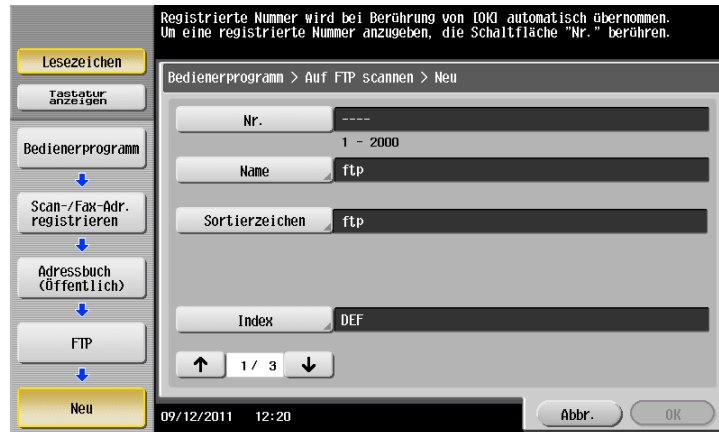 Registrierte Nummer wird bei Berührung von [OK] automatisch übernommen.
Um eine registrierte Nummer anzugeben, die Schaltfläche "Nr." berühren.
Lesezeichen
Tastatur
anzeigen
Bedienerprogramm
Scan-/Fax-Adr.
registrieren
Adressbuch
(Öffentlich)
FTP
Neu
Bedienerprogramm > Auf FTP scannen > Neu
Nr. ----
1 - 2000
Name ftp
Sortierzeichen ftp
Index DEF
↑ 1/ 3 ↓
09/12/2011 12:20
Abbr. OK